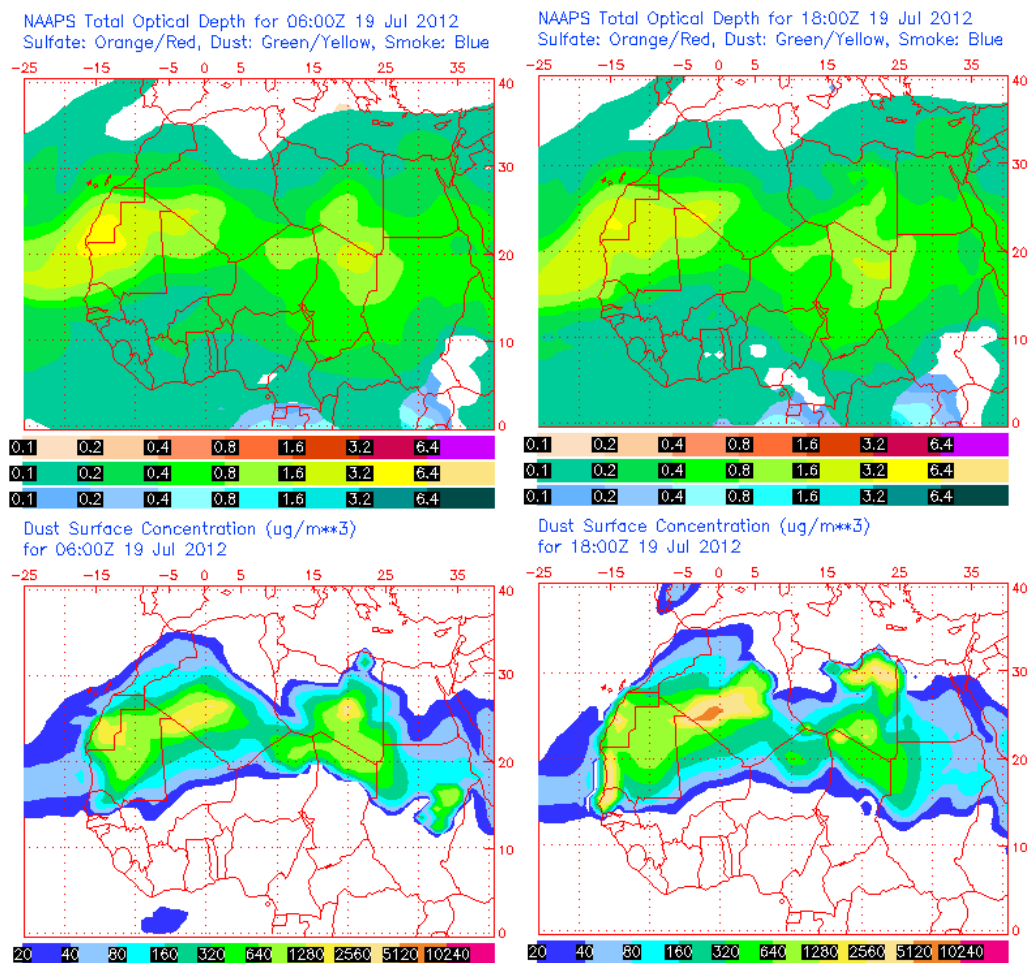 NAAPS Total Optical Depth for 06:00Z 19 Jul 2012
Sulfate: Orange/Red, Dust: Green/Yellow, Smoke: Blue
-25 -15 -5 0 5 15 25 35
40
30
20
10
0
0.1 0.2 0.4 0.8 1.6 3.2 6.4
0.1 0.2 0.4 0.8 1.6 3.2 6.4
0.1 0.2 0.4 0.8 1.6 3.2 6.4
NAAPS Total Optical Depth for 18:00Z 19 Jul 2012
Sulfate: Orange/Red, Dust: Green/Yellow, Smoke: Blue
-25 -15 -5 0 5 15 25 35
40
30
20
10
0
0.1 0.2 0.4 0.8 1.6 3.2 6.4
0.1 0.2 0.4 0.8 1.6 3.2 6.4
0.1 0.2 0.4 0.8 1.6 3.2 6.4
Dust Surface Concentration (ug/m**3)
for 06:00Z 19 Jul 2012
-25 -15 -5 0 5 15 25 35
40
30
20
10
0
20 40 80 160 320 640 1280 2560 5120 10240
Dust Surface Concentration (ug/m**3)
for 18:00Z 19 Jul 2012
-25 -15 -5 0 5 15 25 35
40
30
20
10
0
20 40 80 160 320 640 1280 2560 5120 10240